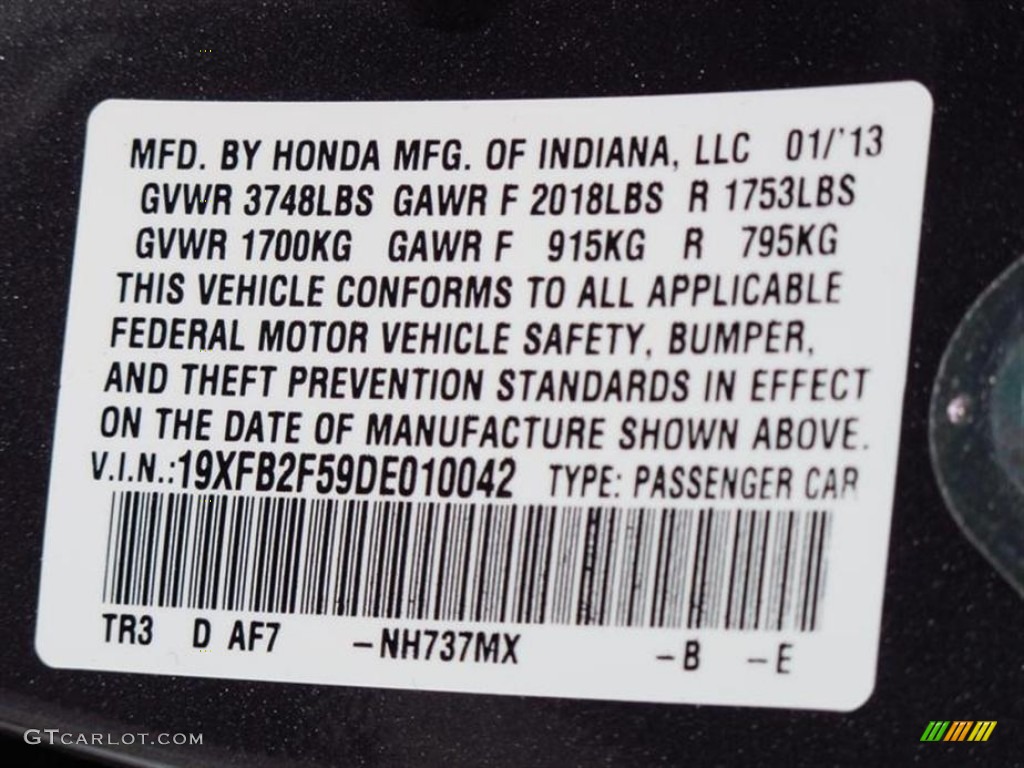 MFD. BY HONDA MFG. OF INDIANA, LLC 01/'13
GVWR 3748LBS GAWR F 2018LBS R 1753LBS
GVWR 1700KG GAWR F 915KG R 795KG
THIS VEHICLE CONFORMS TO ALL APPLICABLE
FEDERAL MOTOR VEHICLE SAFETY, BUMPER,
AND THEFT PREVENTION STANDARDS IN EFFECT
ON THE DATE OF MANUFACTURE SHOWN ABOVE.
V.I.N.:19XFB2F59DE010042 TYPE: PASSENGER CAR
TR3 D AF7 -NH737MX -B -E
GTCARLOT.COM